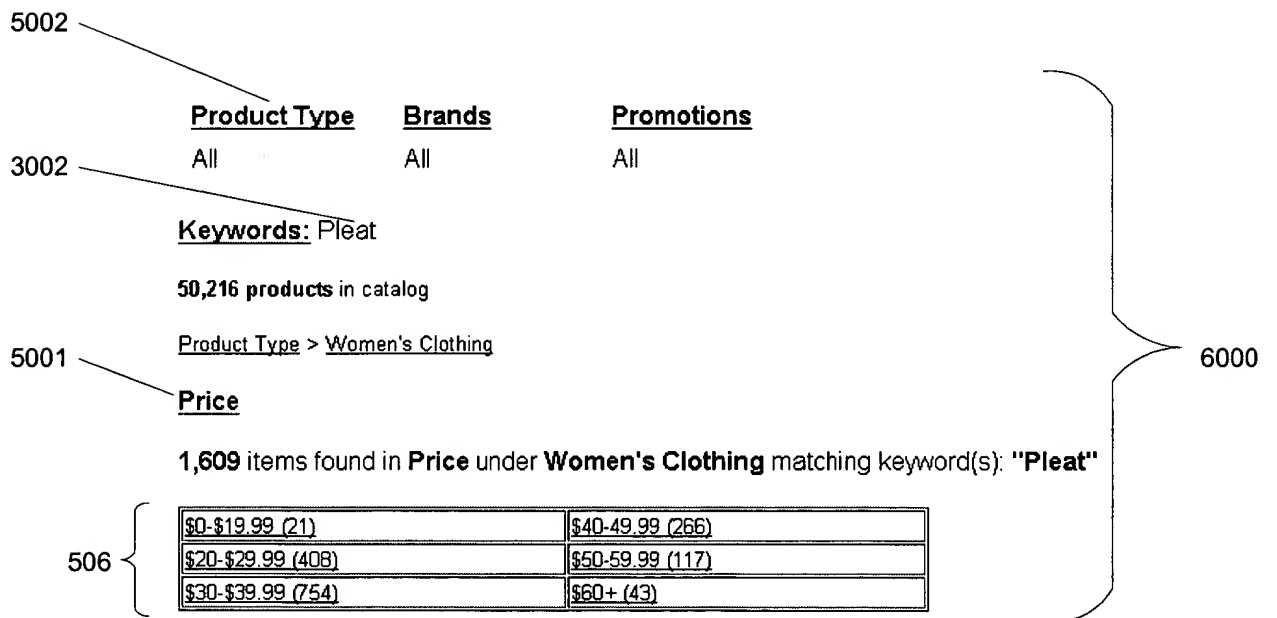 5002
Product Type Brands Promotions
All All All
3002
Keywords: Pleat
50,216 products in catalog
Product Type > Women's Clothing
5001
6000
Price
1,609 items found in Price under Women's Clothing matching keyword(s): "Pleat"
$0-$19.99 (21) $40-49.99 (266)
506
$20-$29.99 (408) $50-59.99 (117)
$30-$39.99 (754) $60+ (43)